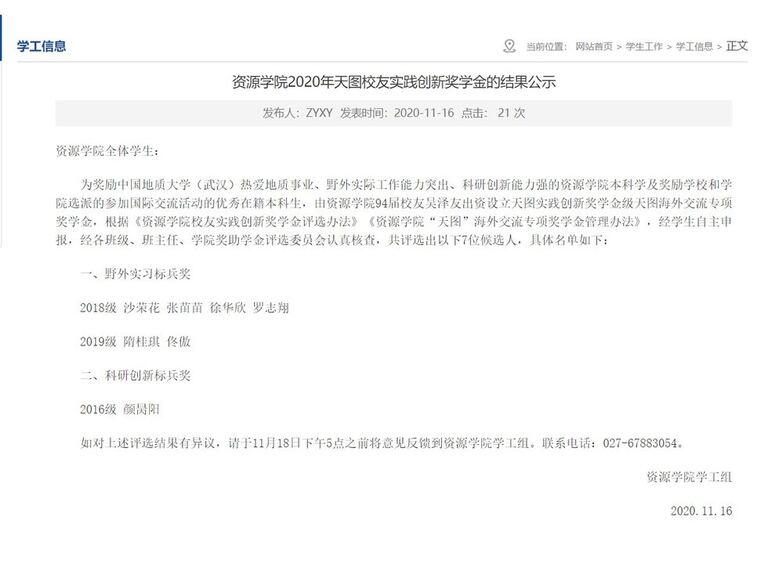 学工信息
当前位置： 网站首页 > 学生工作 > 学工信息 > 正文
资源学院2020年天图校友实践创新奖学金的结果公示
发布人：ZYXY 发表时间：2020-11-16 点击： 21 次
资源学院全体学生：
为奖励中国地质大学（武汉）热爱地质事业、野外实际工作能力突出、科研创新能力强的资源学院本科学及奖励学校和学
院选派的参加国际交流活动的优秀在籍本科生，由资源学院94届校友吴泽友出资设立天图实践创新奖学金级天图海外交流专项
奖学金，根据《资源学院校友实践创新奖学金评选办法》《资源学院“天图”海外交流专项奖学金管理办法》，经学生自主申
报，经各班级、班主任、学院奖助学金评选委员会认真核查，共评选出以下7位候选人，具体名单如下：
一、野外实习标兵奖
2018级 沙荣花 张苗苗 徐华欣 罗志翔
2019级 隋桂琪 佟傲
二、科研创新标兵奖
2016级 颜昺阳
如对上述评选结果有异议，请于11月18日下午5点之前将意见反馈到资源学院学工组。联系电话：027-67883054。
资源学院学工组
2020.11.16